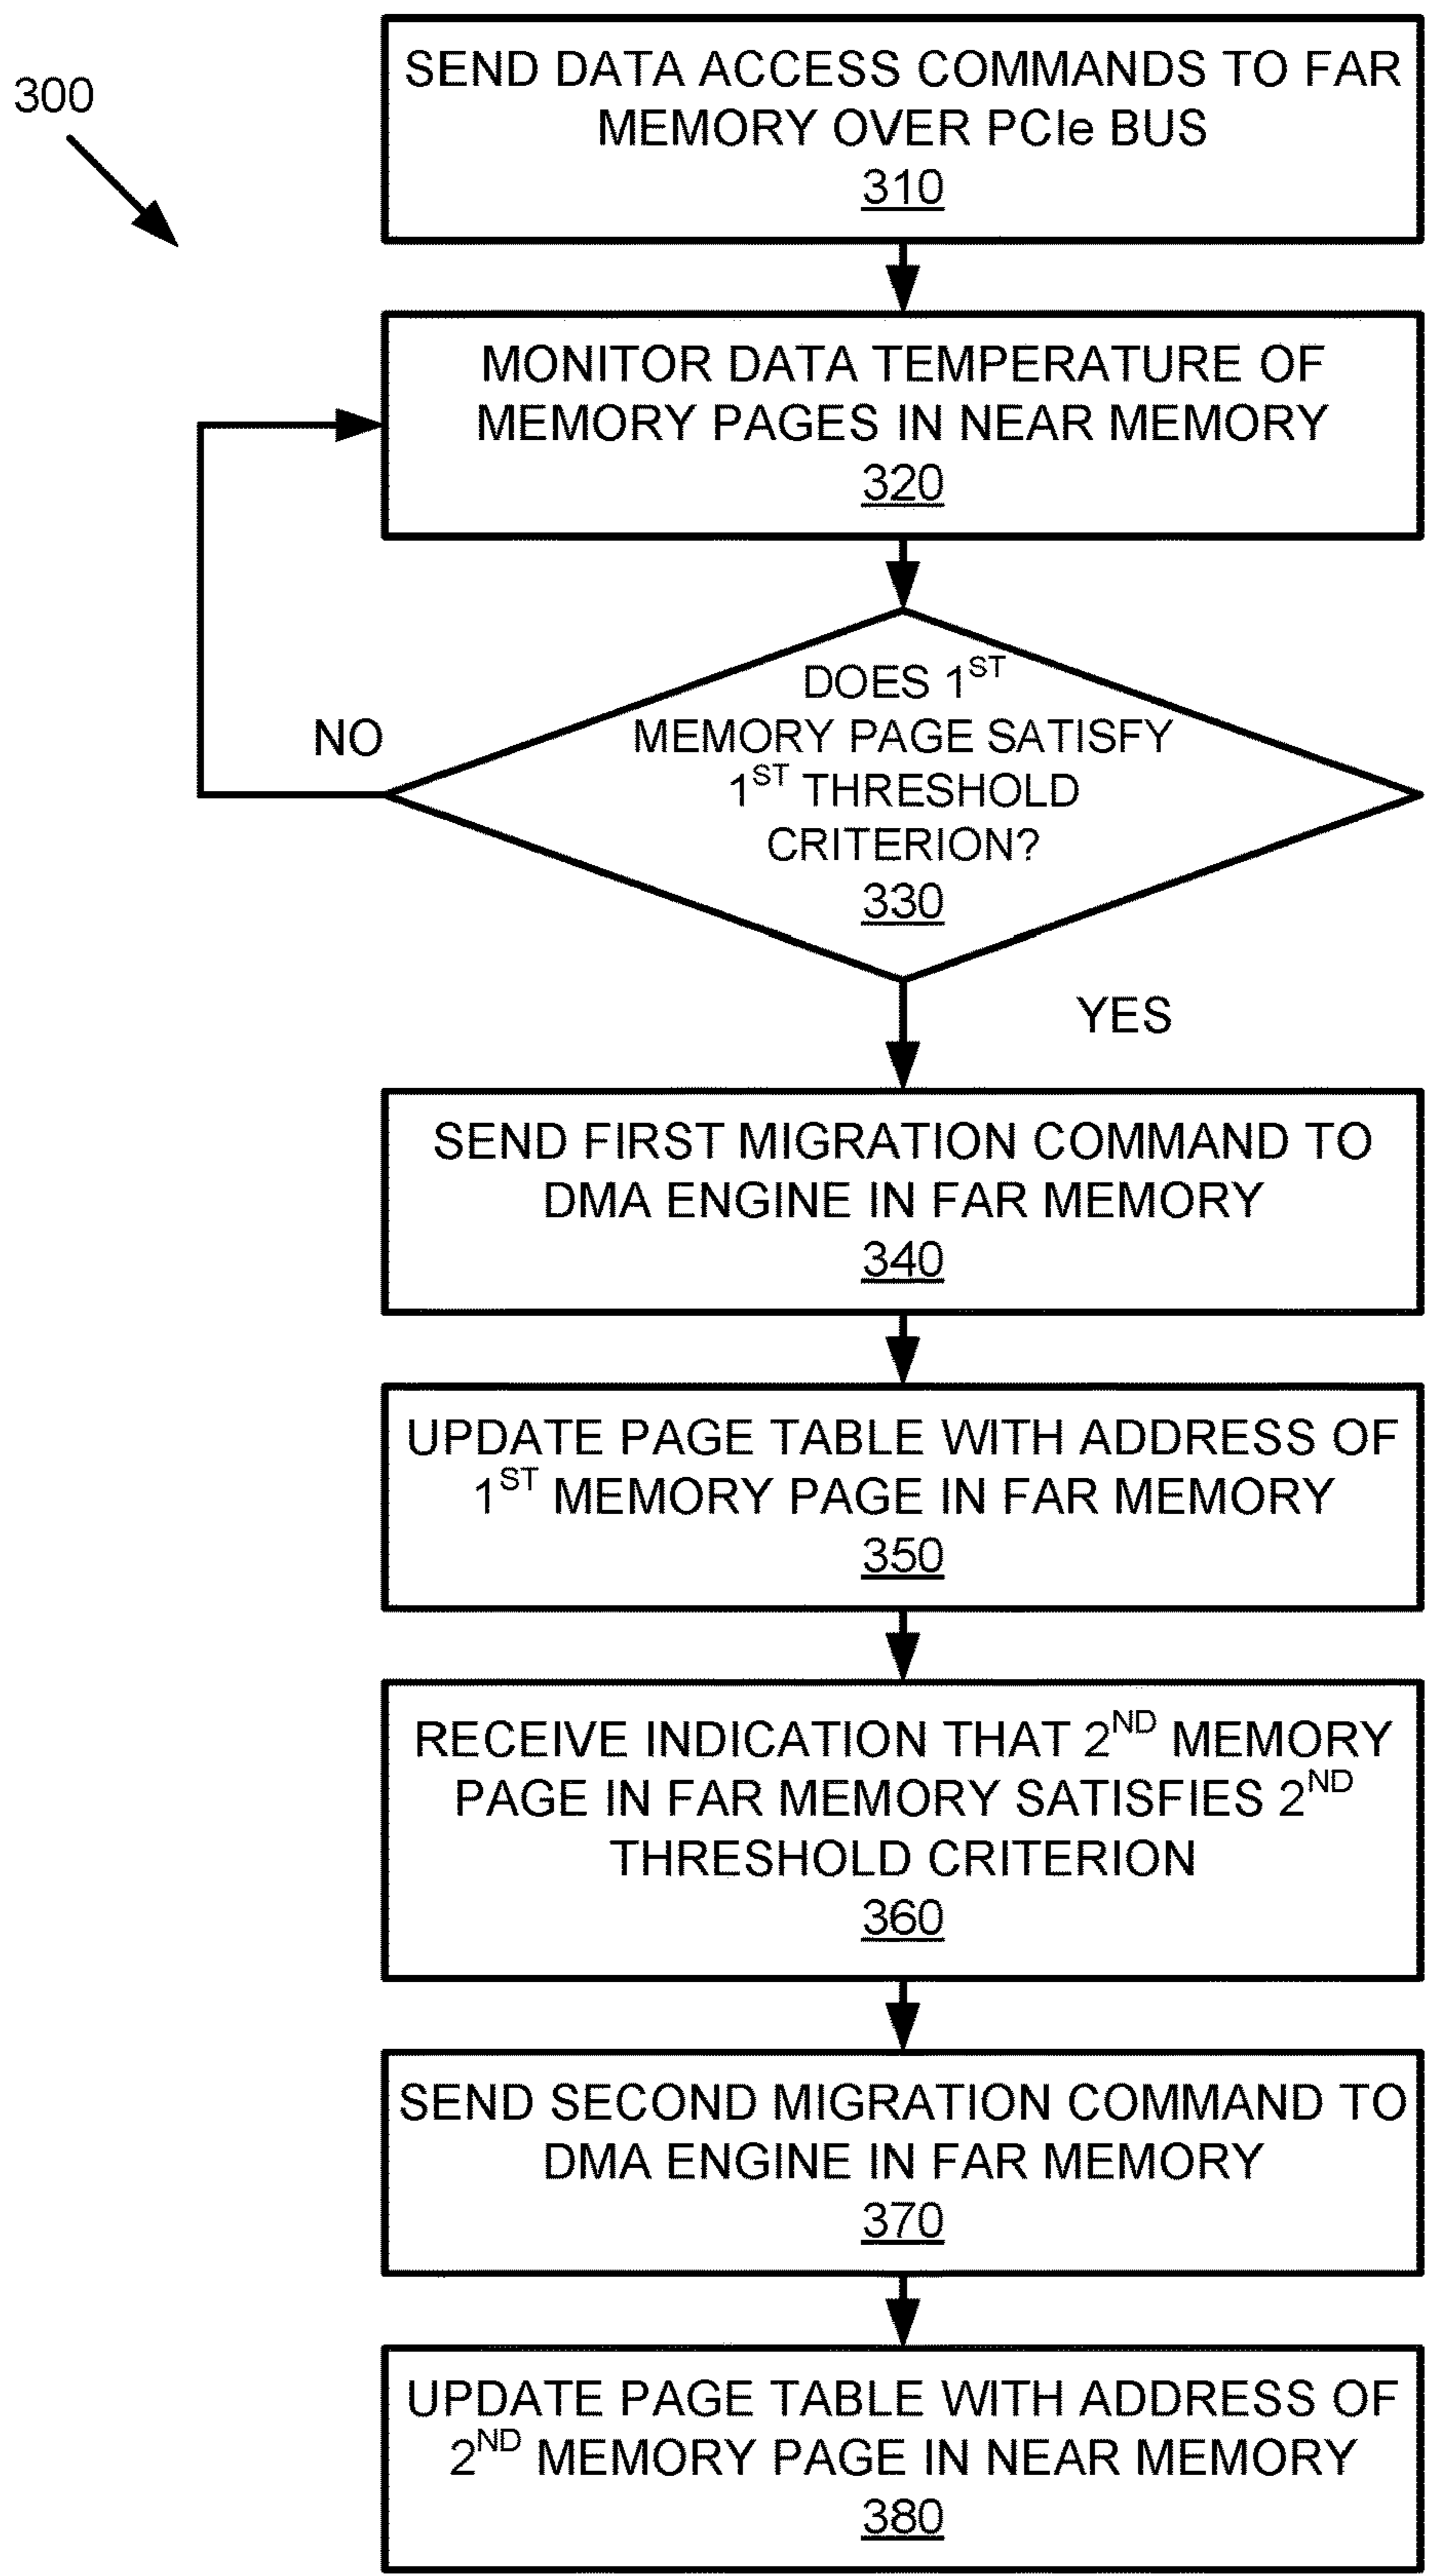 300
SEND DATA ACCESS COMMANDS TO FAR
MEMORY OVER PCIe BUS
310
MONITOR DATA TEMPERATURE OF
MEMORY PAGES IN NEAR MEMORY
320
DOES 1ST
MEMORY PAGE SATISFY
1ST THRESHOLD
CRITERION?
330
NO
YES
SEND FIRST MIGRATION COMMAND TO
DMA ENGINE IN FAR MEMORY
340
UPDATE PAGE TABLE WITH ADDRESS OF
1ST MEMORY PAGE IN FAR MEMORY
350
RECEIVE INDICATION THAT 2ND MEMORY
PAGE IN FAR MEMORY SATISFIES 2ND
THRESHOLD CRITERION
360
SEND SECOND MIGRATION COMMAND TO
DMA ENGINE IN FAR MEMORY
370
UPDATE PAGE TABLE WITH ADDRESS OF
2ND MEMORY PAGE IN NEAR MEMORY
380